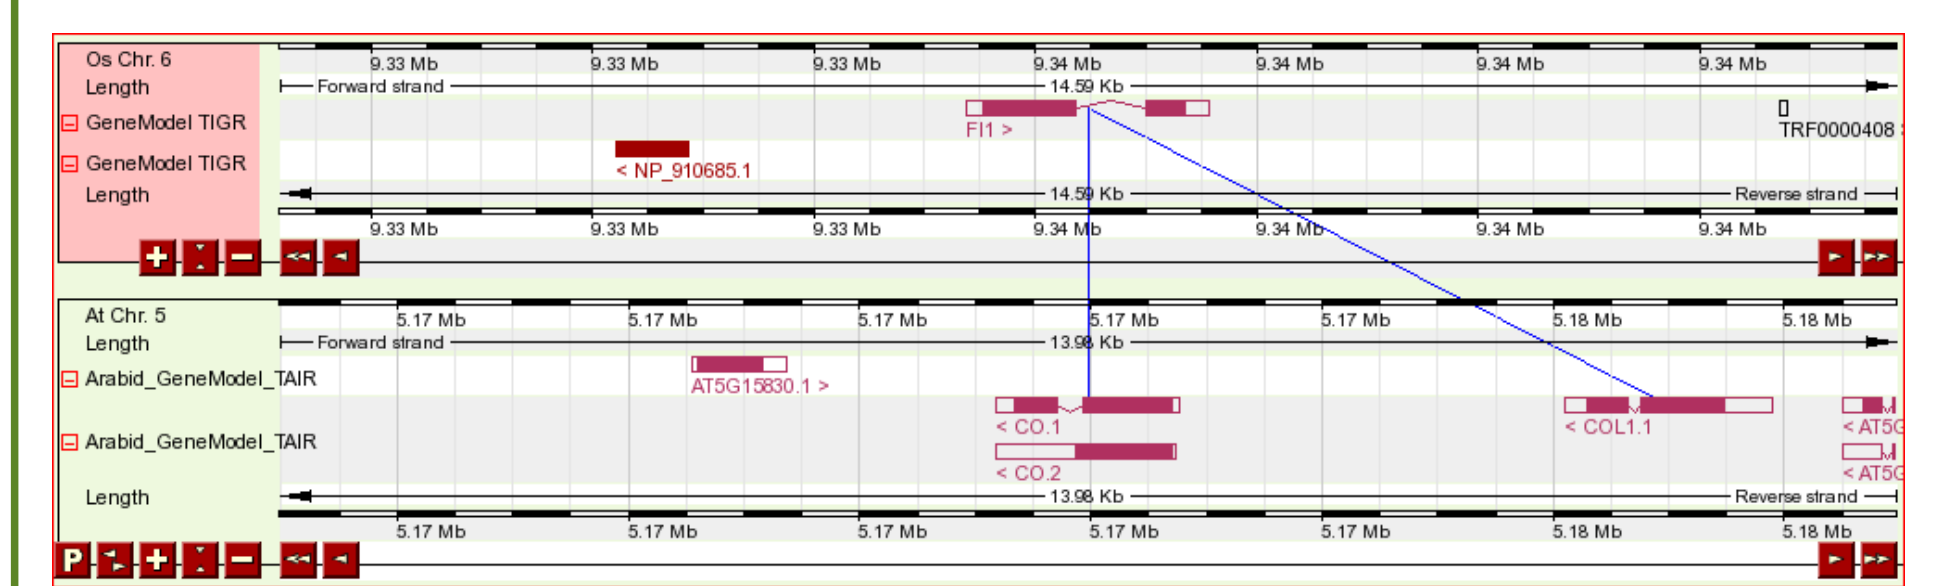 Os Chr. 6
9.33 Mb 9.33 Mb 9.33 Mb 9.34 Mb 9.34 Mb 9.34 Mb 9.34 Mb
Length Forward strand 14.59 Kb
GeneModel TIGR
FI1 > TRF0000408
GeneModel TIGR
< NP_910685.1
Length 14.59 Kb Reverse strand
9.33 Mb 9.33 Mb 9.33 Mb 9.34 Mb 9.34 Mb 9.34 Mb 9.34 Mb
At Chr. 5
5.17 Mb 5.17 Mb 5.17 Mb 5.17 Mb 5.17 Mb 5.18 Mb 5.18 Mb
Length Forward strand 13.98 Kb
Arabid_GeneModel_TAIR
AT5G15830.1 >
< CO.1 < COL1.1 < AT5G
Arabid_GeneModel_TAIR
< CO.2 < AT5G
Length 13.98 Kb Reverse strand
5.17 Mb 5.17 Mb 5.17 Mb 5.17 Mb 5.17 Mb 5.18 Mb 5.18 Mb
P